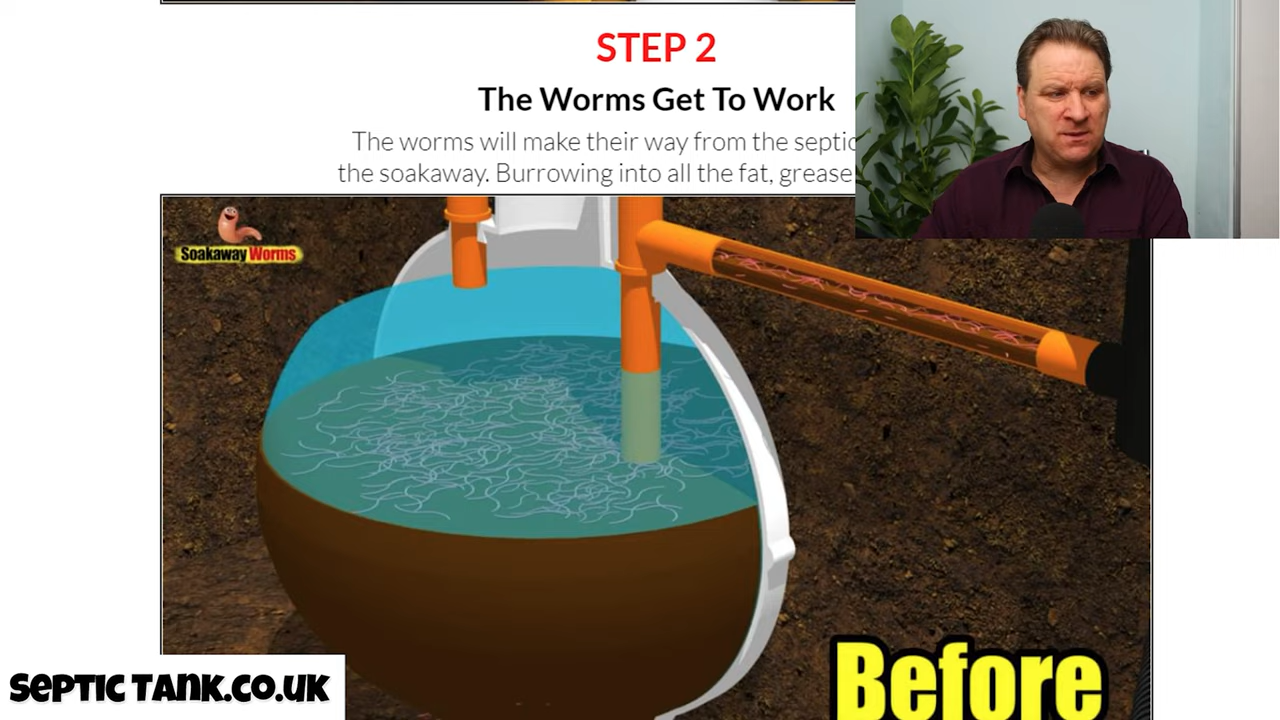 STEP 2
The Worms Get To Work
The worms will make their way from the septic
the soakaway. Burrowing into all the fat, grease
Soakaway Worms
Before
SEPTIC TANK.CO.UK